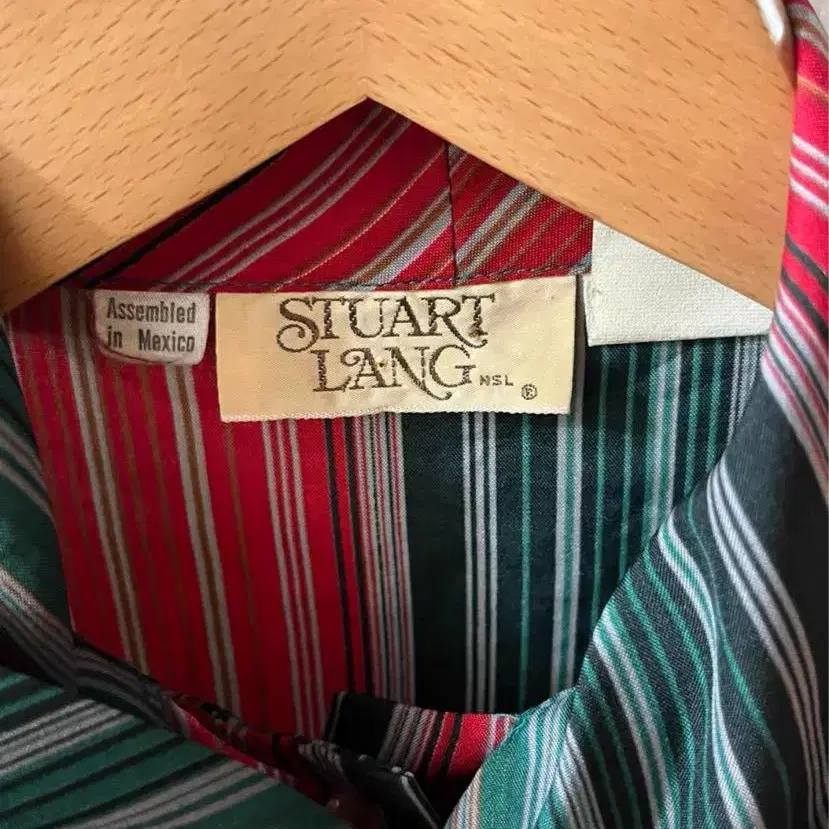 Assembled
in Mexico
STUART
LANG NSL ®